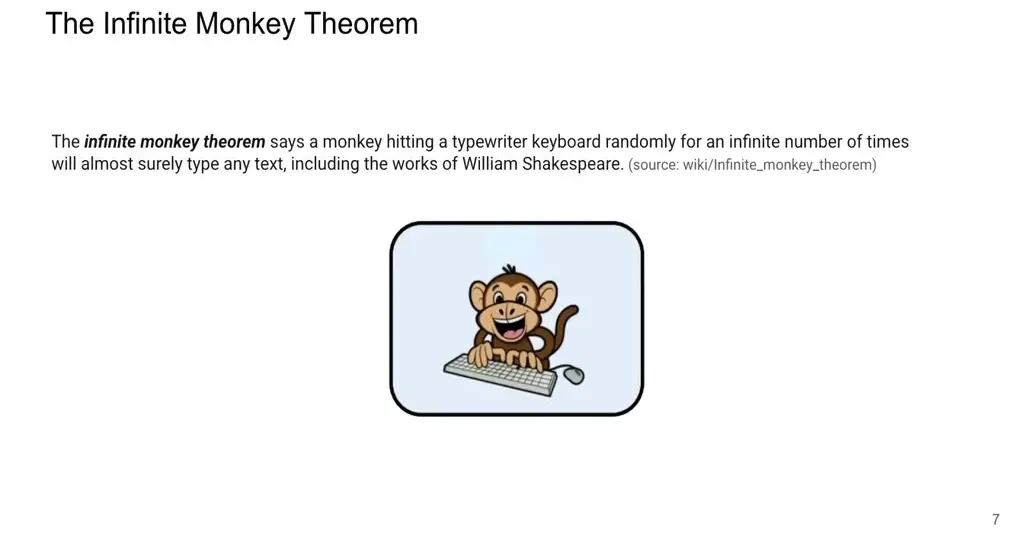 The Infinite Monkey Theorem
The infinite monkey theorem says a monkey hitting a typewriter keyboard randomly for an infinite number of times
will almost surely type any text, including the works of William Shakespeare. (source: wiki/Infinite_monkey_theorem)
7